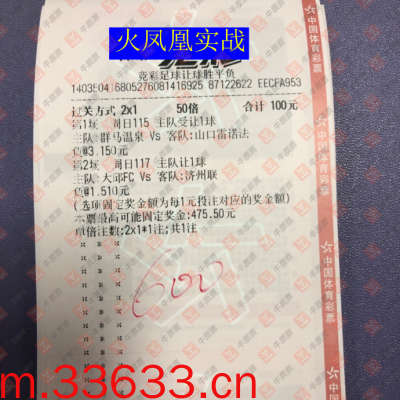 火凤凰实战
竞彩足球让球胜平负
87122622 EECFA953
过关方式 2x1 50倍 合计 100元
第1场 周日115 主队受让1球
主队:群马温泉 Vs 客队:山口雷诺法
负@3.150元
第2场 周日117 主队让1球
主队:大邱FC Vs 客队:济州联
负@1.510元
(选项固定奖金额为每1元投注对应的奖金额)
本票最高可能固定奖金:475.50元
单倍注数:2x1*1注;共1注
600
m.33633.cn
中国体育彩票
中国体育彩票